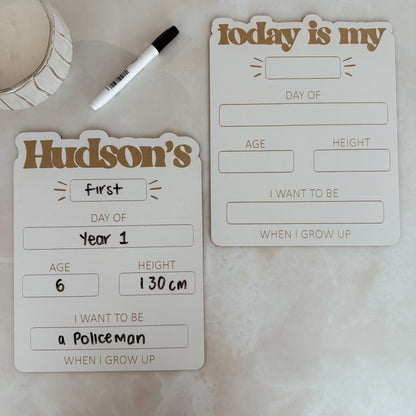 Hudson's
first
DAY OF
Year 1
AGE
HEIGHT
6
130cm
I WANT TO BE
a Policeman
WHEN I GROW UP
today is my
DAY OF
AGE
HEIGHT
I WANT TO BE
WHEN I GROW UP